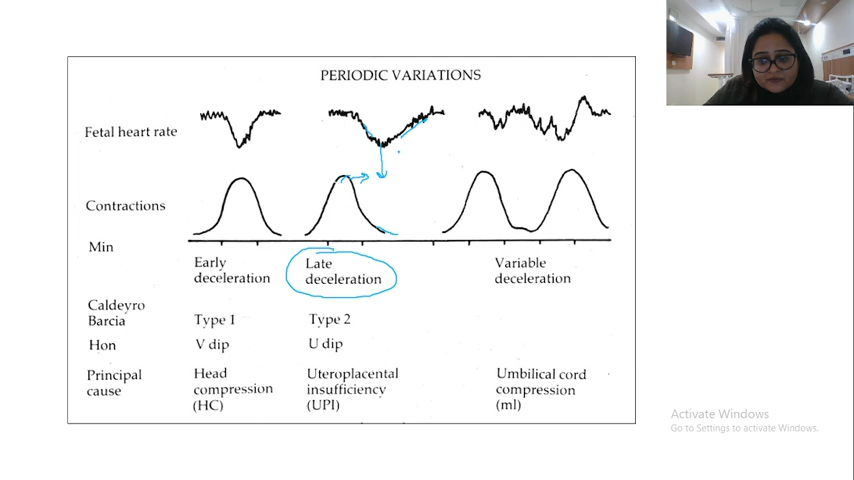 PERIODIC VARIATIONS
Fetal heart rate
Contractions
Min
Early deceleration
Late deceleration
Variable deceleration
Caldeyro Barcia
Type 1
Type 2
Hon
V dip
U dip
Principal cause
Head compression (HC)
Uteroplacental insufficiency (UPI)
Umbilical cord compression (ml)
Activate Windows
Go to Settings to activate Windows.